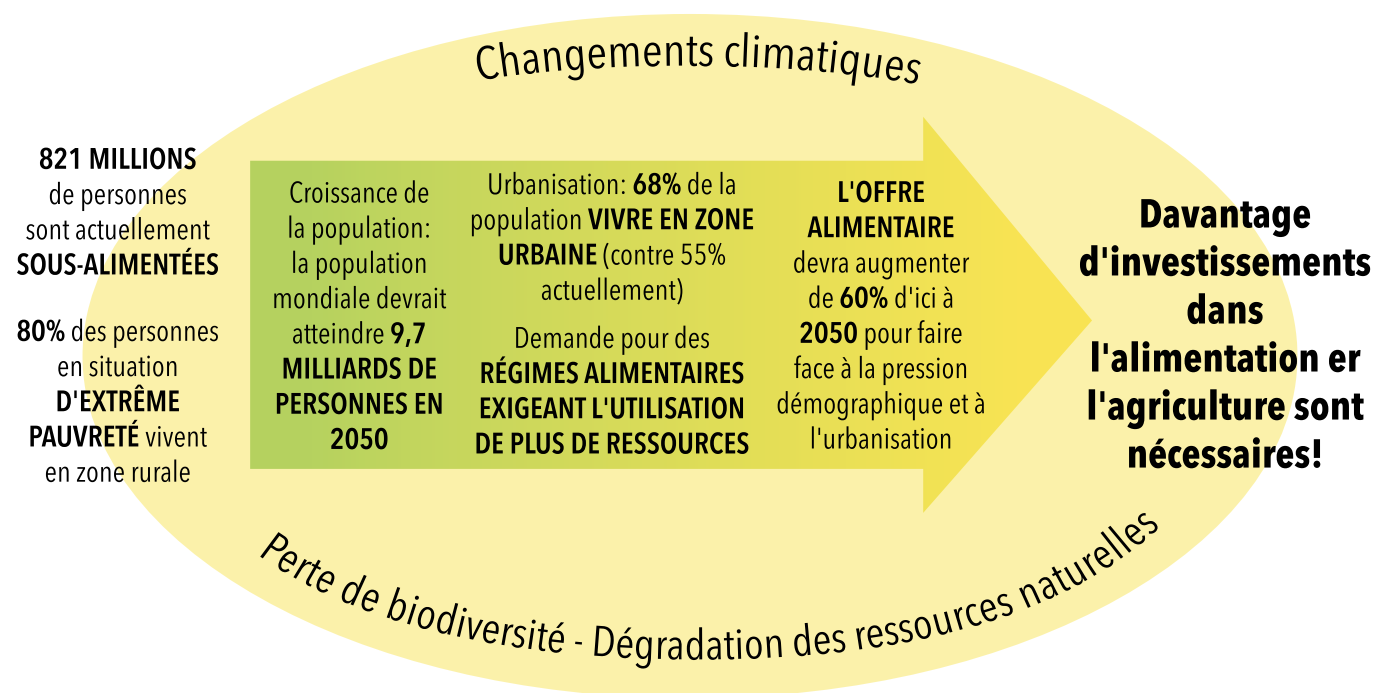 Changements climatiques
821 MILLIONS
de personnes
sont actuellement
SOUS-ALIMENTÉES
80% des personnes
en situation
D'EXTRÊME
PAUVRETÉ vivent
en zone rurale
Croissance de
la population:
la population
mondiale devrait
atteindre 9,7
MILLIARDS DE
PERSONNES EN
2050
Urbanisation: 68% de la
population VIVRE EN ZONE
URBAINE (contre 55%
actuellement)
Demande pour des
RÉGIMES ALIMENTAIRES
EXIGEANT L'UTILISATION
DE PLUS DE RESSOURCES
L'OFFRE
ALIMENTAIRE
devra augmenter
de 60% d'ici à
2050 pour faire
face à la pression
démographique et à
l'urbanisation
Davantage
d'investissements
dans
l'alimentation er
l'agriculture sont
nécessaires!
Perte de biodiversité - Dégradation des ressources naturelles